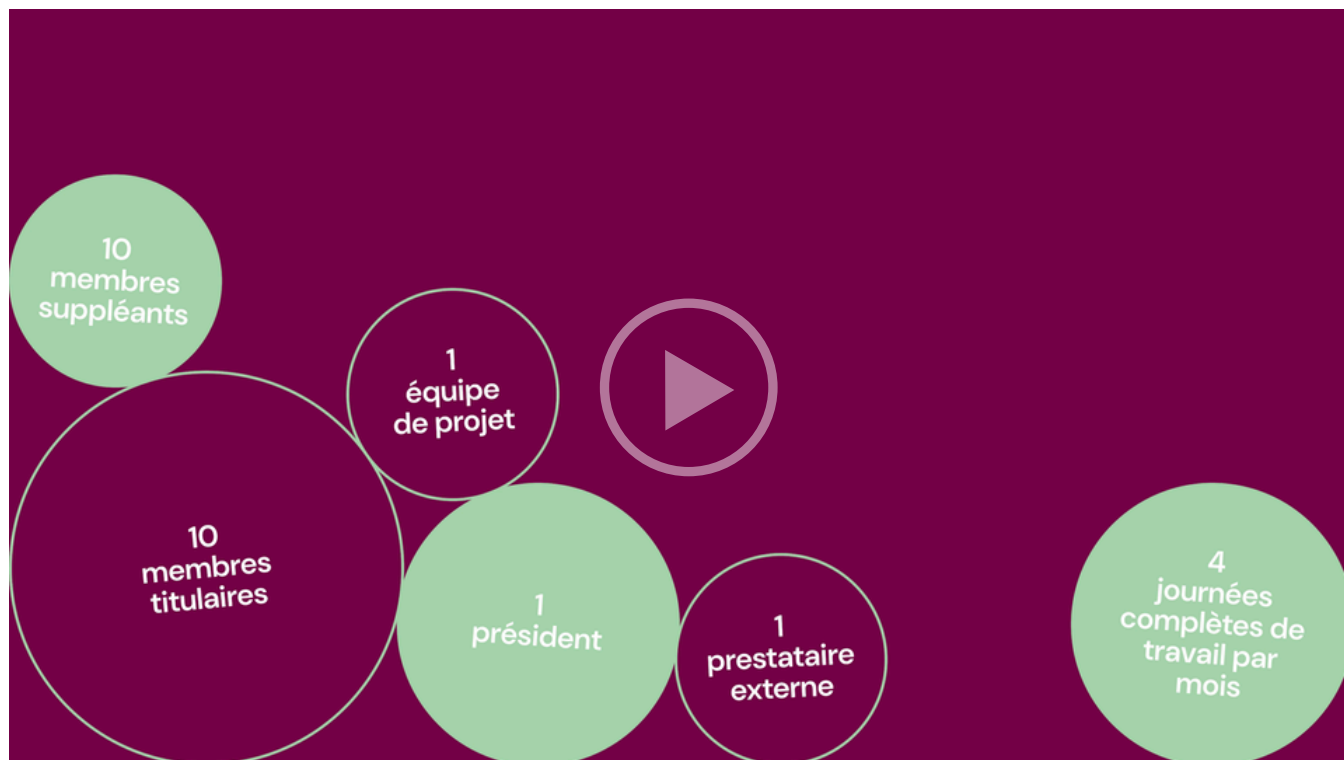 10
membres
suppléants
1
équipe
de projet
10
membres
titulaires
1
président
1
prestataire
externe
4
journées
complètes de
travail par
mois